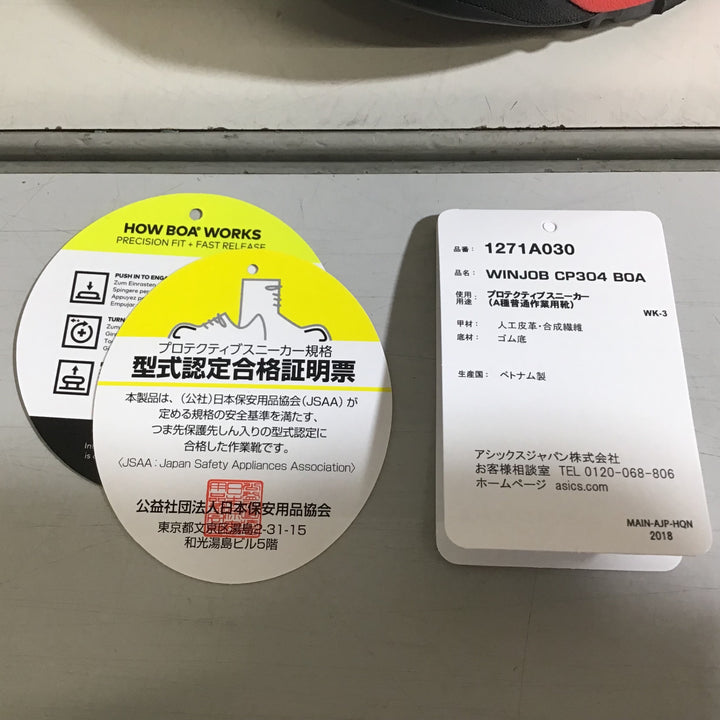 HOW BOA® WORKS
PRECISION FIT + FAST RELEASE
PUSH IN TO ENG
Zum Einrasten
Spingere per
Appuyez po
Empujar
TURN
Zum
プロテクティブスニーカー規格
型式認定合格証明票
本製品は、(公社)日本保安用品協会(JSAA)が
定める規格の安全基準を満たす、
つま先保護先しん入りの型式認定に
合格した作業靴です。
〈JSAA:Japan Safety Appliances Association〉
公益社団法人日本保安用品協会
東京都文京区湯島2-31-15
和光湯島ビル5階
品番: 1271A030
品名: WINJOB CP304 BOA
使用用途: プロテクティブスニーカー
(A種普通作業用靴)
WK-3
甲材: 人工皮革・合成繊維
底材: ゴム底
生産国: ベトナム製
アシックスジャパン株式会社
お客様相談室 TEL 0120-068-806
ホームページ asics.com
MAIN-AJP-HQN
2018